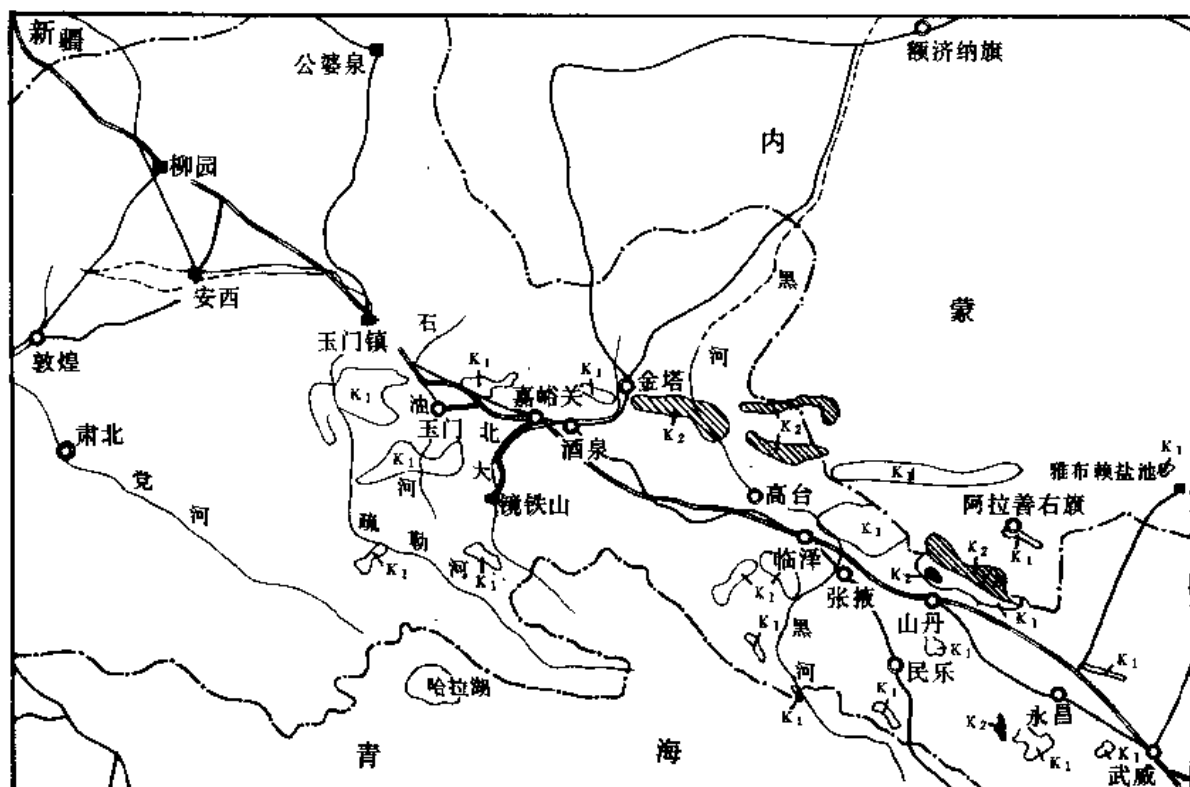 新疆
公婆泉
额济纳旗
内
柳园
安西
黑
蒙
玉门镇
石
河
敦煌
K₁
K₁
金塔
K₁
嘉峪关
油
玉门
北
K₂
K₂
酒泉
肃北
K₁
大
K₁
K₁
雅布赖盐池
河
镜铁山
高台
阿拉善右旗
党
河
疏
勒
K₁
K₁
临泽
K₂
河
K₁
K₁
K₁
K₂
张掖
山丹
K₁
K₁
黑
K₁
民乐
K₁
哈拉湖
河
K₁
K₁
永昌
K₂
青
海
K₁
K₁
武威